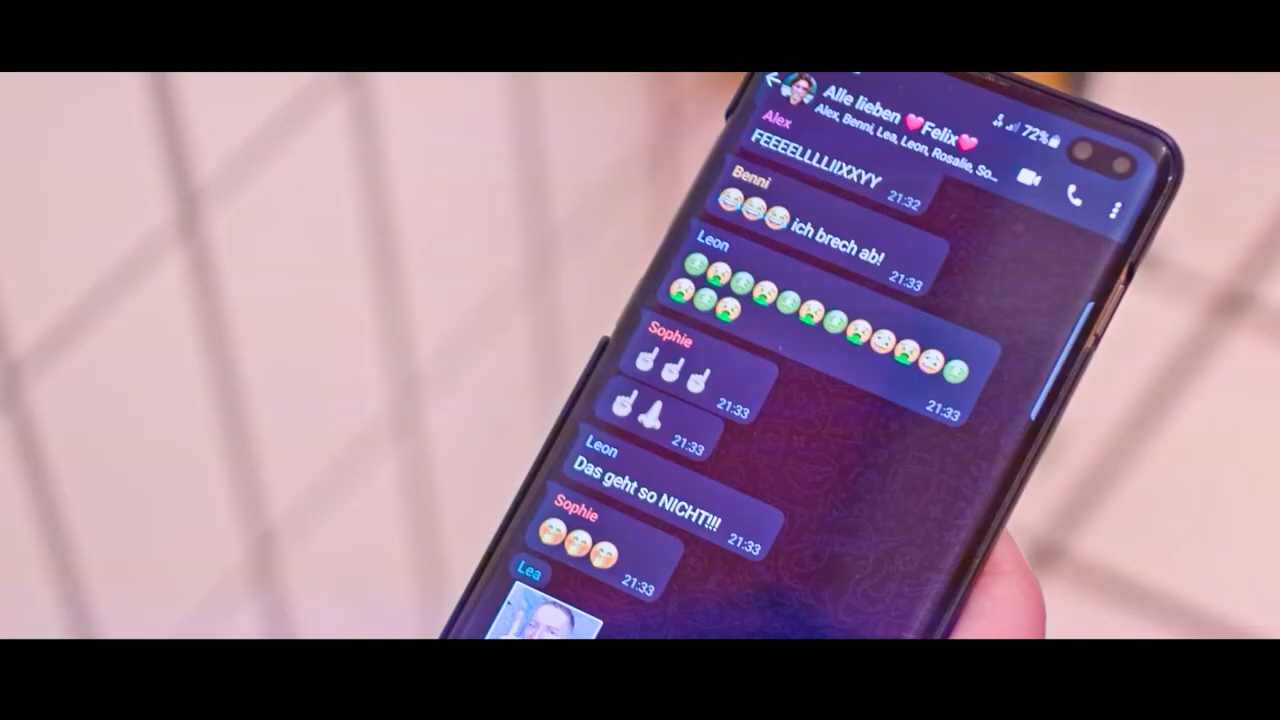 72%
Alle lieben 💗Felix💗
Alex, Benni, Lea, Leon, Rosalie, So...
Alex
FEEEELLLLLIIXXYY
21:32
Benni
😂😂😂 ich brech ab!
21:33
Leon
21:33
Sophie
21:33
21:33
Leon
Das geht so NICHT!!!
21:33
Sophie
21:33
Lea